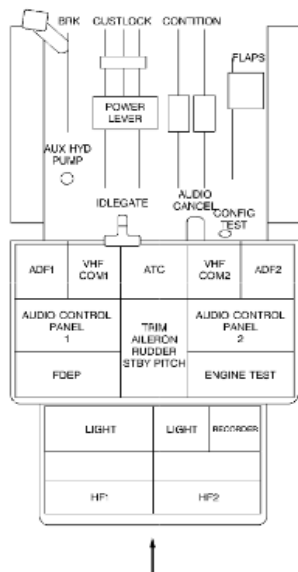 BRK GUSTLOCK CONTITION
FLAPS
POWER
LEVER
AUX HYD
PUMP
IDLEGATE
AUDIO
CANCEL
CONFIG
TEST
ADF1
VHF
COM1
ATC
VHF
COM2
ADF2
AUDIO CONTROL
PANEL
1
TRIM
AILERON
RUDDER
STBY PITCH
AUDIO CONTROL
PANEL
2
FDEP
ENGINE TEST
LIGHT
LIGHT
RECORDER
HF1
HF2